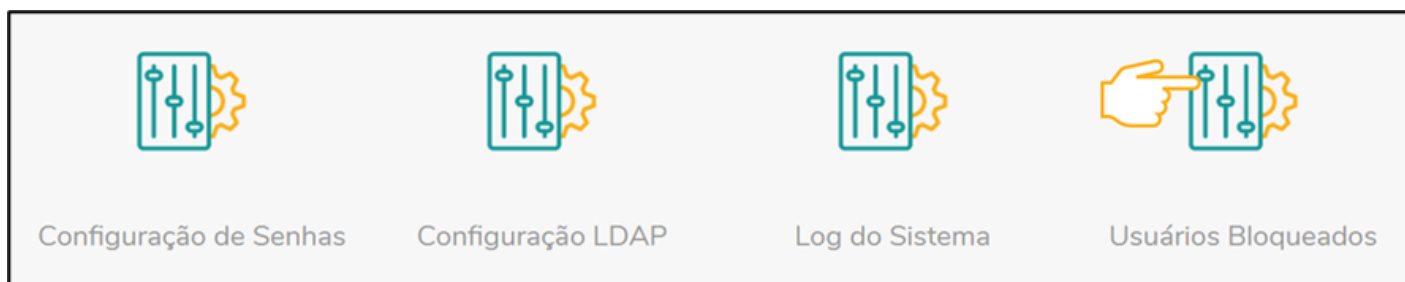 Configuração de Senhas
Configuração LDAP
Log do Sistema
Usuários Bloqueados